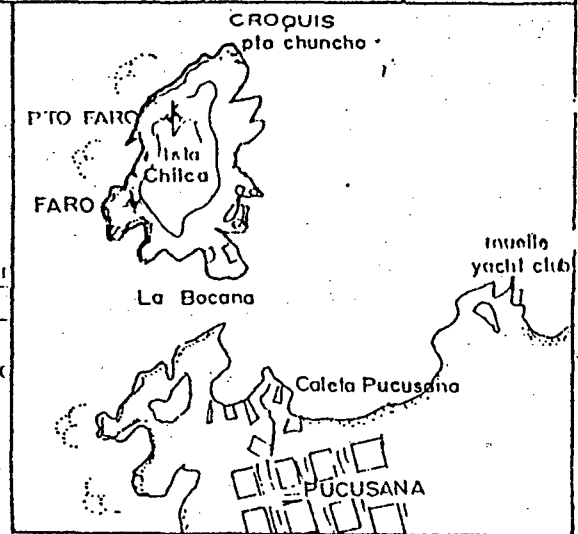 CROQUIS
pto chuncho
PTO FARO
Isla
Chilca
FARO
muelle
yacht club
La Bocana
Caleta Pucusana
PUCUSANA